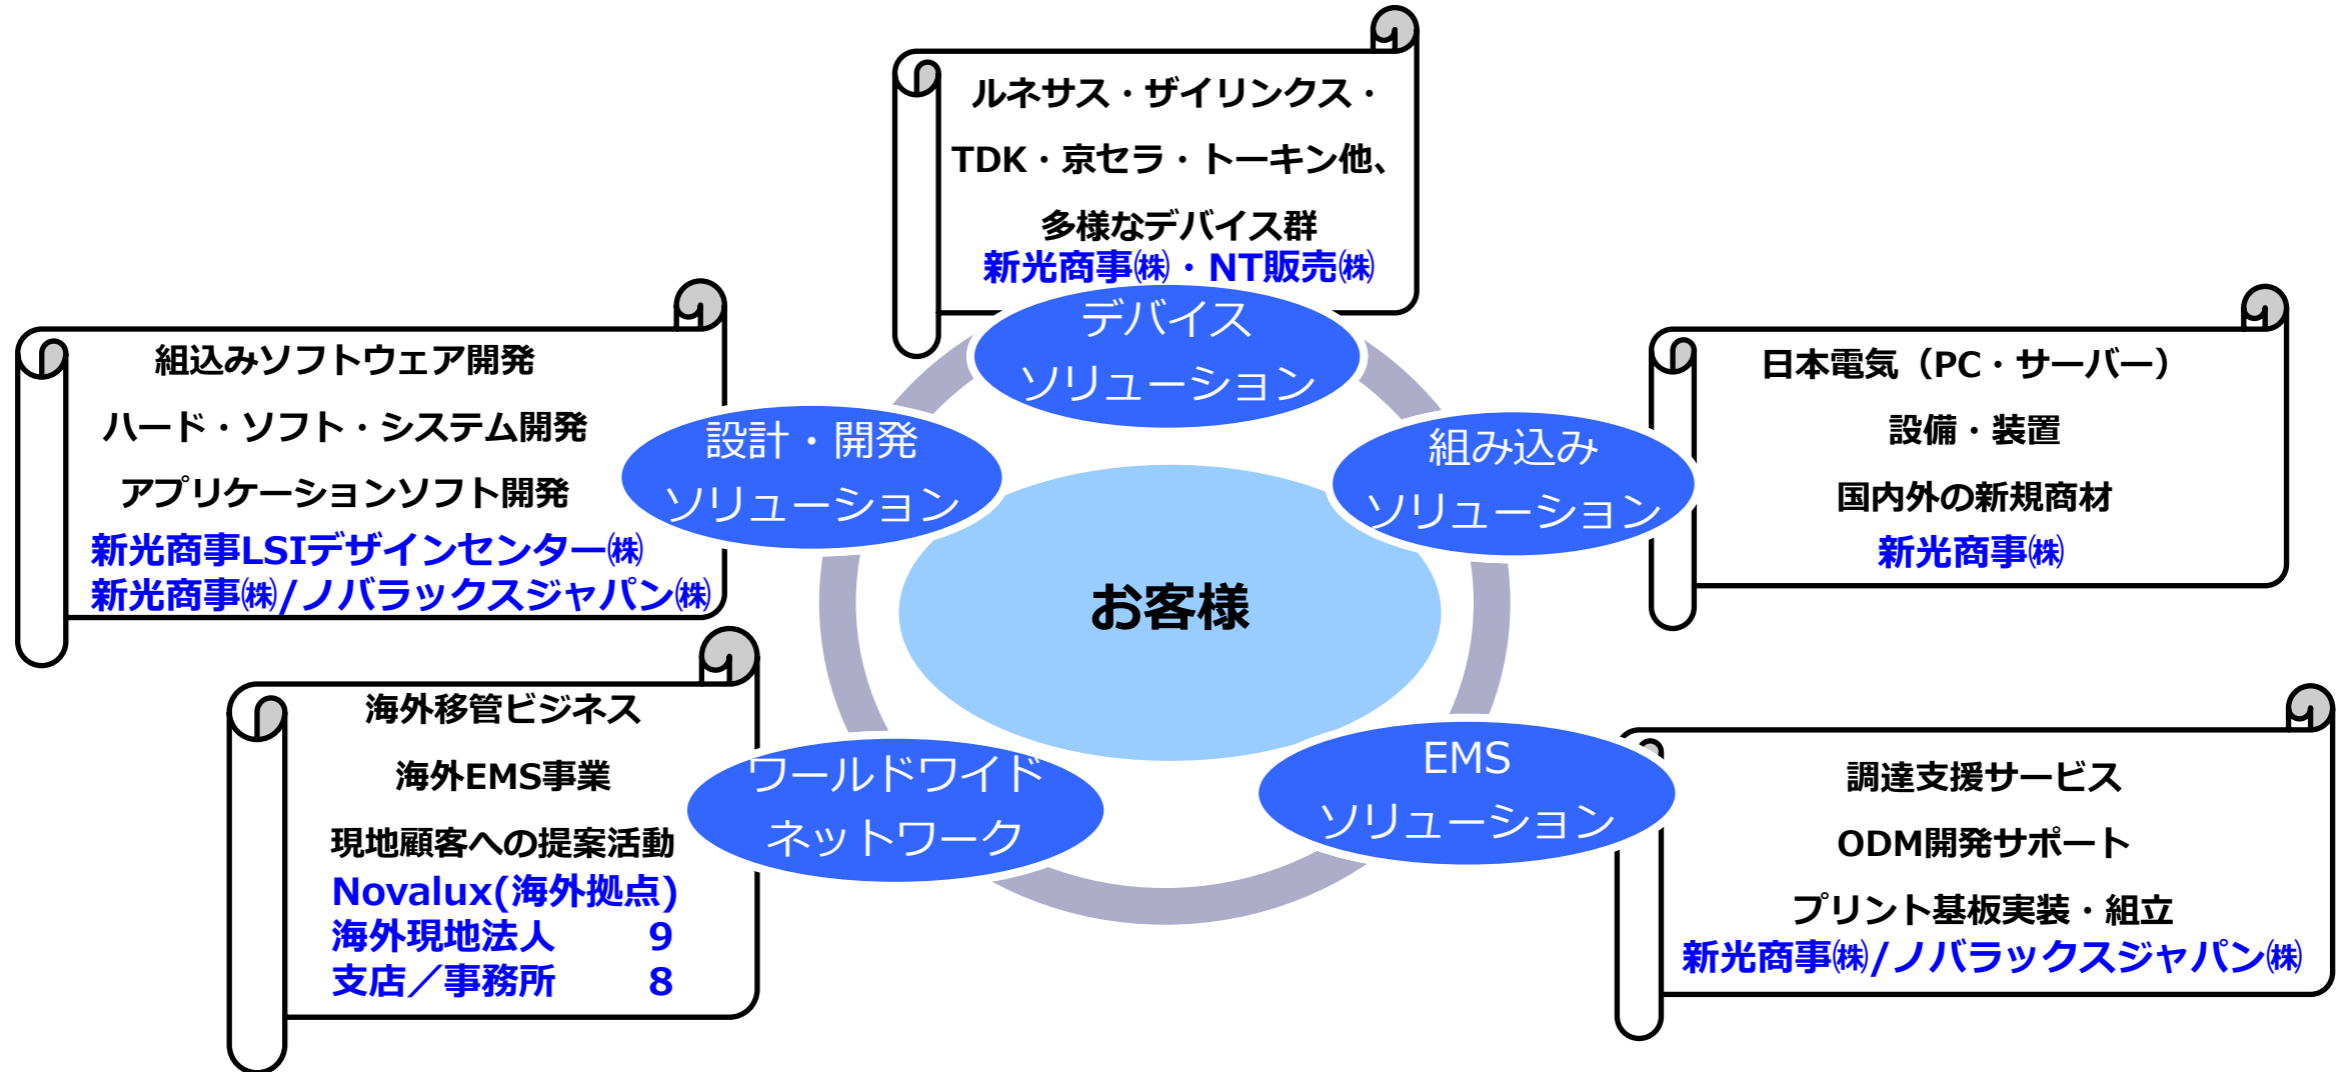 ルネサス・ザイリンクス・
TDK・京セラ・トーキン他、
多様なデバイス群
新光商事㈱・NT販売㈱
デバイス
ソリューション
組込みソフトウェア開発
ハード・ソフト・システム開発
アプリケーションソフト開発
新光商事LSIデザインセンター㈱
新光商事㈱/ノバラックスジャパン㈱
設計・開発
ソリューション
組み込み
ソリューション
日本電気（PC・サーバー）
設備・装置
国内外の新規商材
新光商事㈱
お客様
海外移管ビジネス
海外EMS事業
現地顧客への提案活動
Novalux(海外拠点)
海外現地法人 9
支店／事務所 8
ワールドワイド
ネットワーク
EMS
ソリューション
調達支援サービス
ODM開発サポート
プリント基板実装・組立
新光商事㈱/ノバラックスジャパン㈱